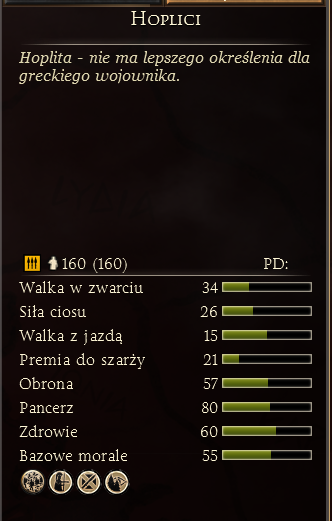 Hoplici
Hoplita - nie ma lepszego określenia dla
greckiego wojownika.
160 (160) PD:
Walka w zwarciu 34
Siła ciosu 26
Walka z jazdą 15
Premia do szarży 21
Obrona 57
Pancerz 80
Zdrowie 60
Bazowe morale 55